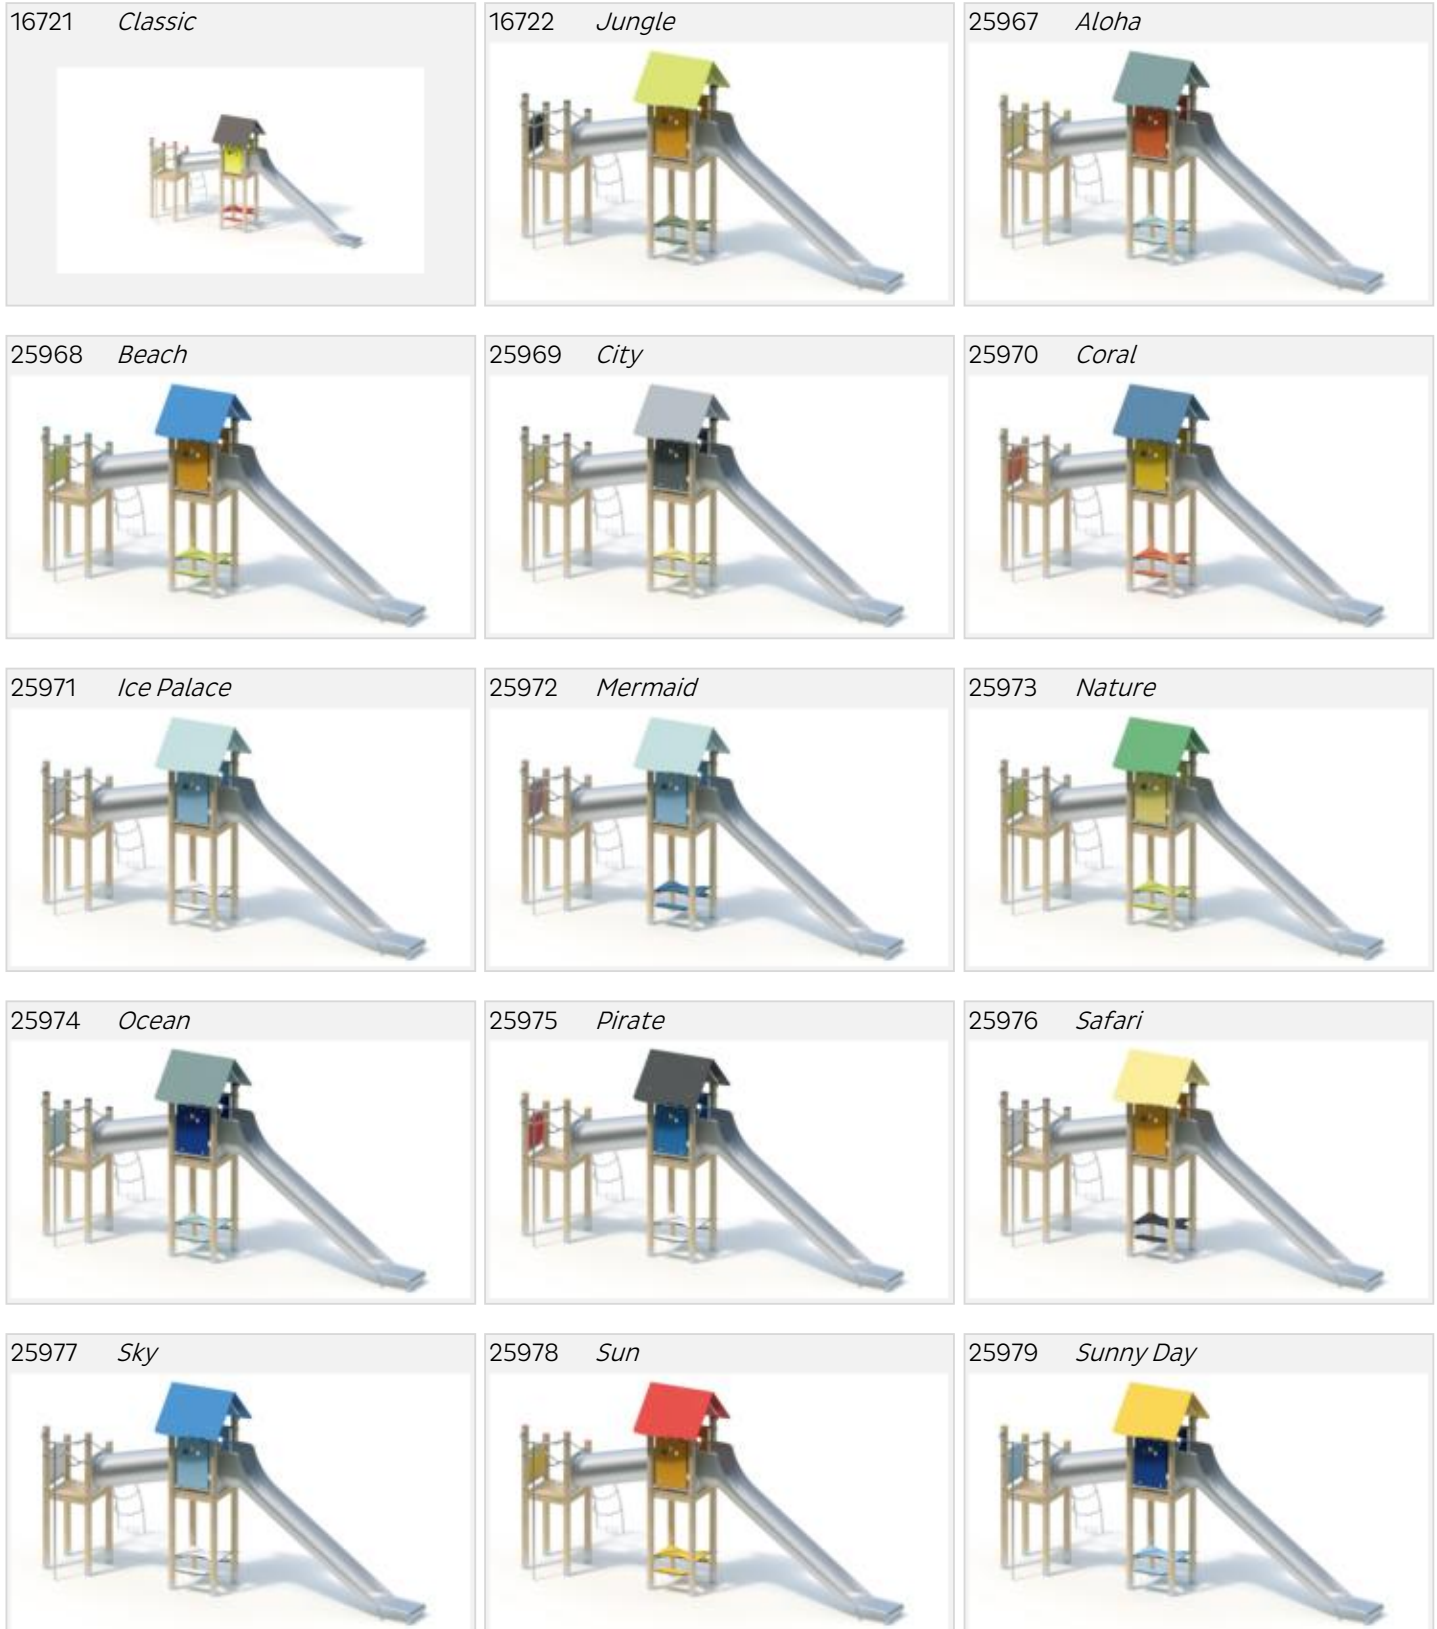 16721 Classic
16722 Jungle
25967 Aloha
25968 Beach
25969 City
25970 Coral
25971 Ice Palace
25972 Mermaid
25973 Nature
25974 Ocean
25975 Pirate
25976 Safari
25977 Sky
25978 Sun
25979 Sunny Day